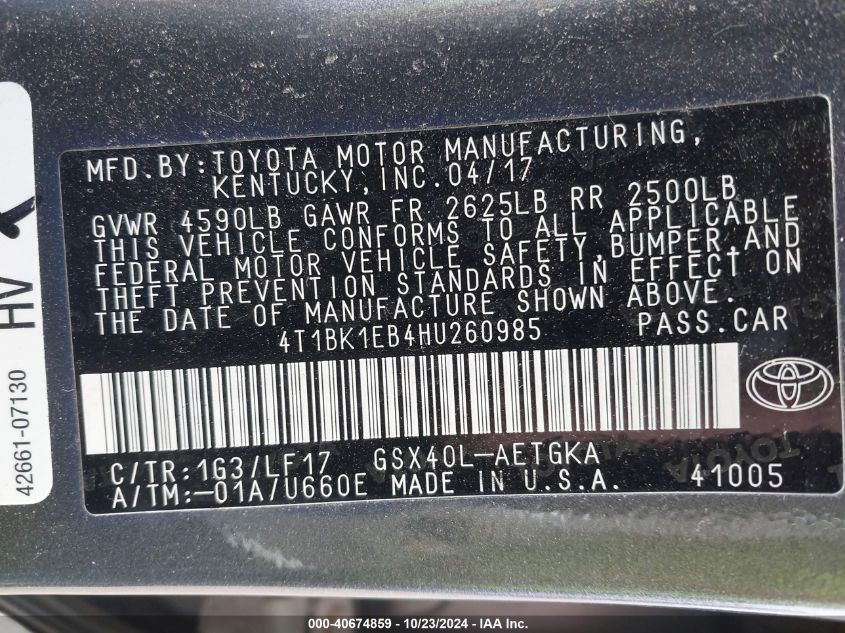 MFD.BY:TOYOTA MOTOR MANUFACTURING,
KENTUCKY,INC.04/17
GVWR 4590LB GAWR FR 2625LB RR 2500LB
THIS VEHICLE CONFORMS TO ALL APPLICABLE
FEDERAL MOTOR VEHICLE SAFETY,BUMPER,AND
THEFT PREVENTION STANDARDS IN EFFECT ON
THE DATE OF MANUFACTURE SHOWN ABOVE.
4T1BK1EB4HU260985 PASS.CAR
C/TR:1G3/LF17 GSX40L-AETGKA
A/TM:-01A/U660E MADE IN U.S.A. 41005
42661-07130
HV
TOYOTA
000-40674859 - 10/23/2024 - IAA Inc.